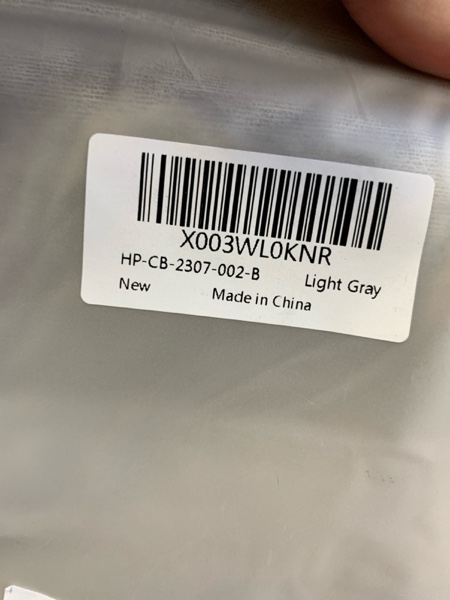 X003WL0KNR
HP-CB-2307-002-B Light Gray
New Made in China